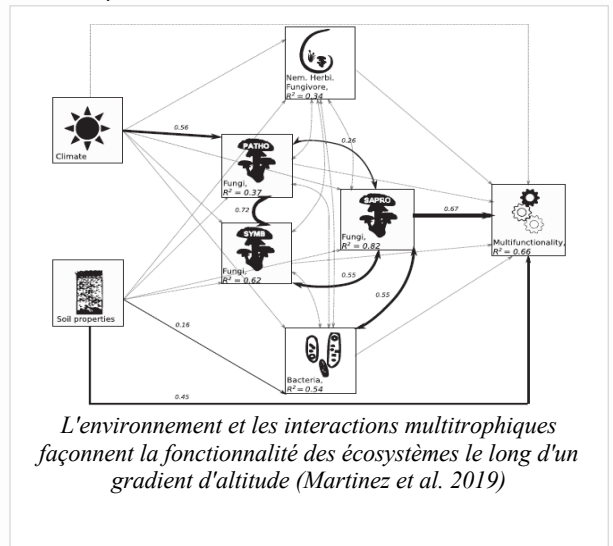 Nem. Herbi.
Fungivore,
R² = 0.34
0.56
Climate
PATHO
Fungi,
R² = 0.37
0.26
0.72
SAPRO
Fungi,
R² = 0.82
0.67
Multifunctionality,
R² = 0.66
SYMB
Fungi,
R² = 0.62
0.55
0.55
Soil properties
0.16
Bacteria,
R² = 0.54
0.45
L'environnement et les interactions multitrophiques
façonnent la fonctionnalité des écosystèmes le long d'un
gradient d'altitude (Martinez et al. 2019)